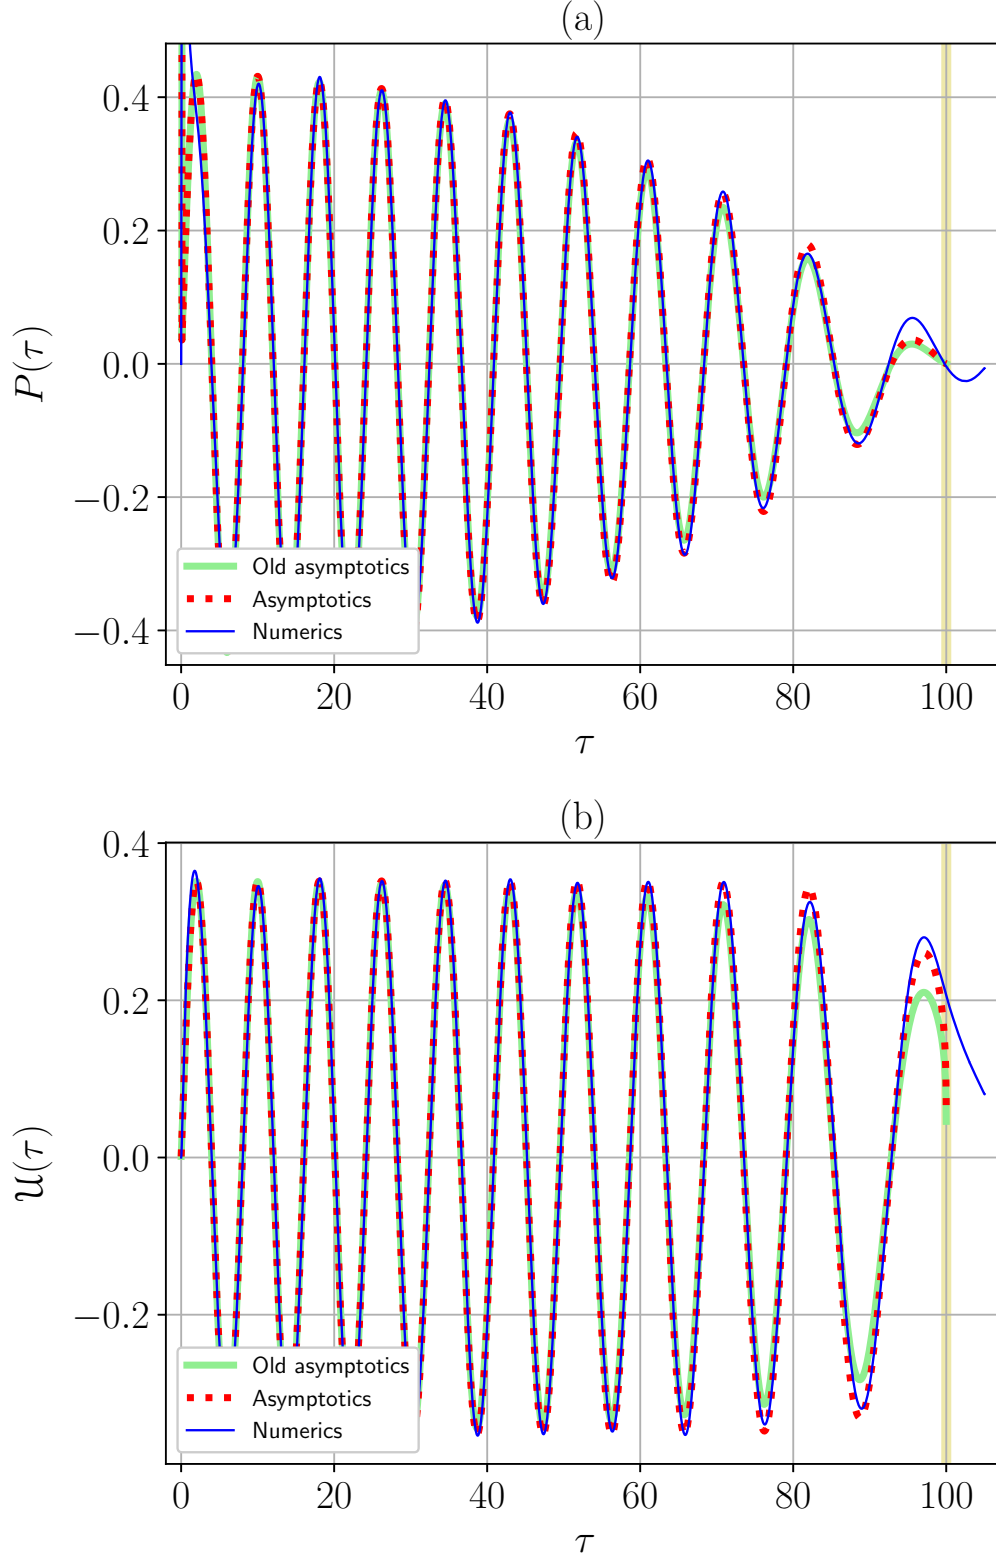 (a)
0.4
0.2
0.0
−0.2
−0.4
P(τ)
Old asymptotics
Asymptotics
Numerics
0 20 40 60 80 100
τ
(b)
0.4
0.2
0.0
−0.2
𝔘(τ)
Old asymptotics
Asymptotics
Numerics
0 20 40 60 80 100
τ